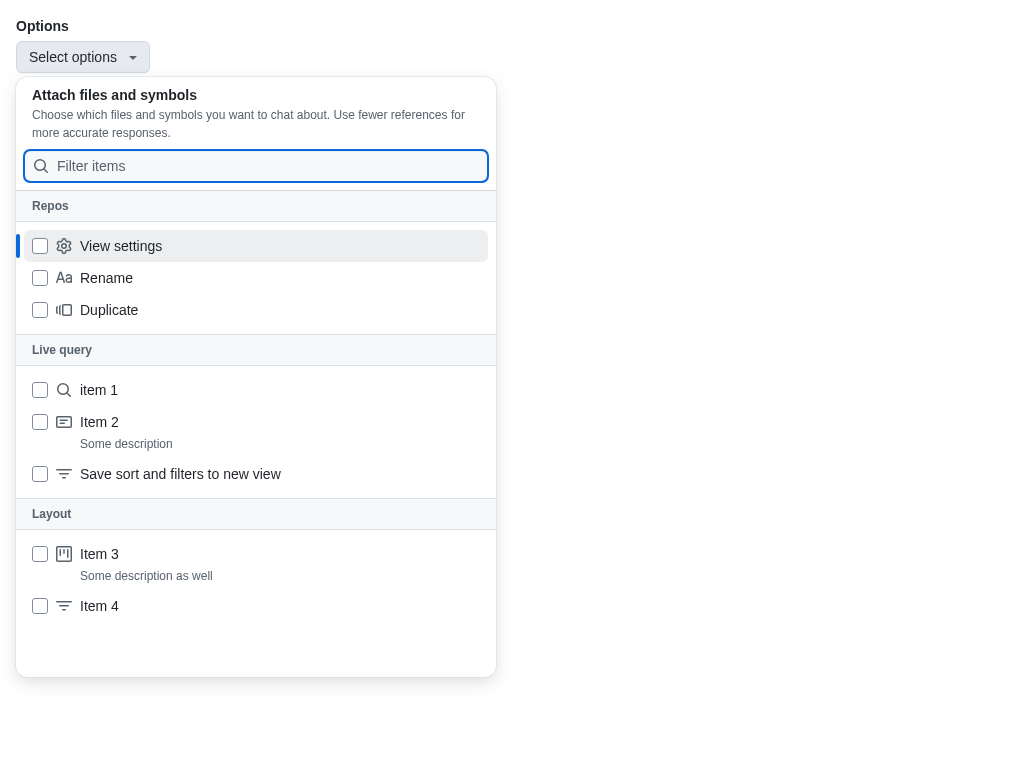 Options
Select options
Attach files and symbols
Choose which files and symbols you want to chat about. Use fewer references for
more accurate responses.
Filter items
Repos
View settings
Rename
Duplicate
Live query
item 1
Item 2
Some description
Save sort and filters to new view
Layout
Item 3
Some description as well
Item 4